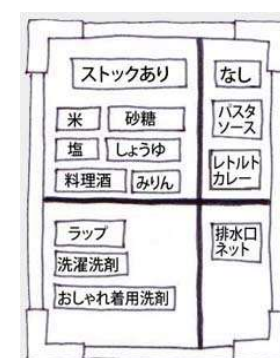 ストックあり
なし
米 砂糖
塩 しょうゆ
料理酒 みりん
パスタ
ソース
レトルト
カレー
ラップ
洗濯洗剤
おしゃれ着用洗剤
排水口
ネット